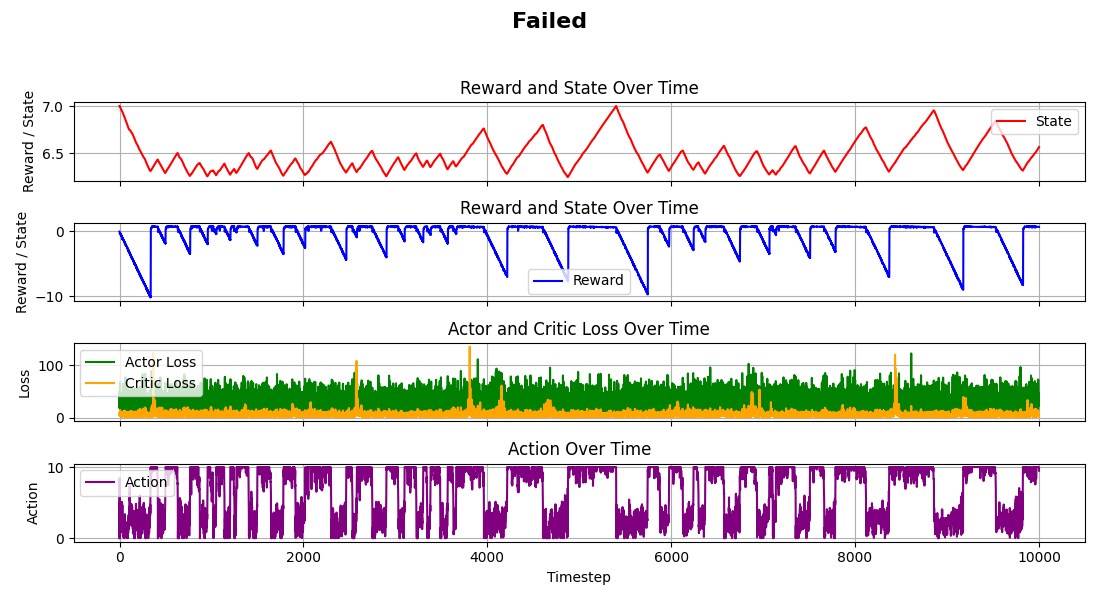 Failed
Reward and State Over Time
Reward / State
7.0
6.5
State
Reward and State Over Time
Reward / State
0
−10
Reward
Actor and Critic Loss Over Time
Loss
100
0
Actor Loss
Critic Loss
Action Over Time
Action
10
0
Action
0 2000 4000 6000 8000 10000
Timestep